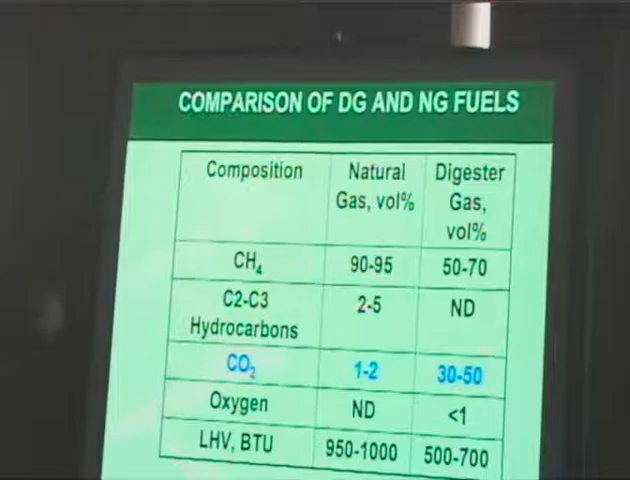 COMPARISON OF DG AND NG FUELS
Composition Natural Gas, vol% Digester Gas, vol%
CH₄ 90-95 50-70
C2-C3 Hydrocarbons 2-5 ND
CO₂ 1-2 30-50
Oxygen ND <1
LHV, BTU 950-1000 500-700